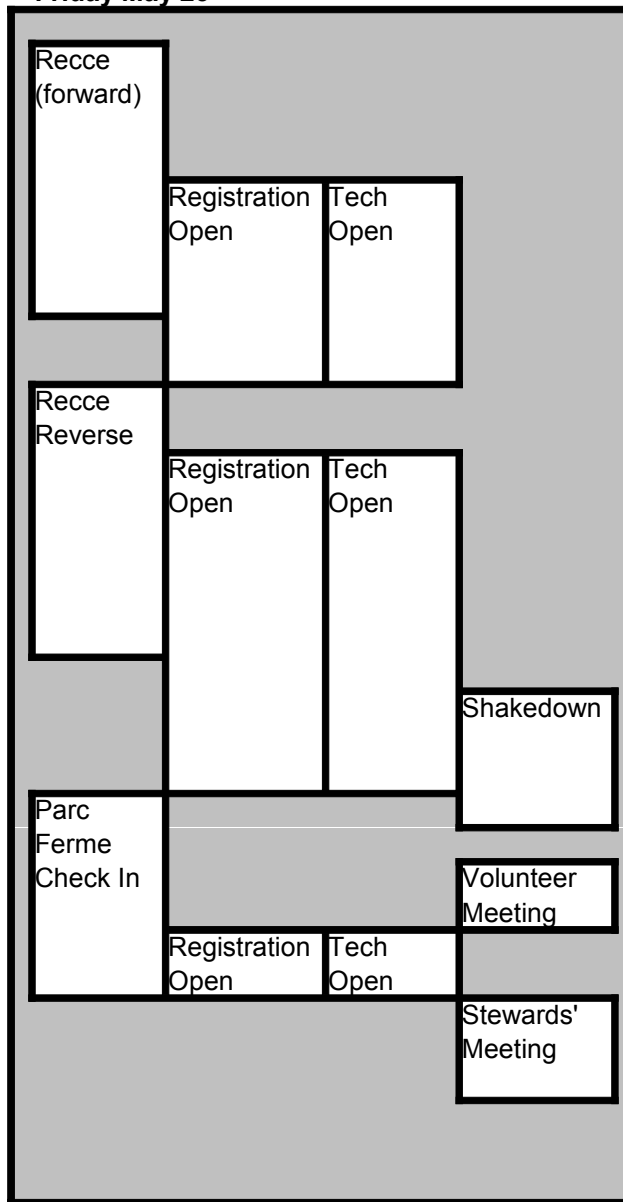 Recce
(forward)
Registration
Open
Tech
Open
Recce
Reverse
Registration
Open
Tech
Open
Shakedown
Parc
Ferme
Check In
Volunteer
Meeting
Registration
Open
Tech
Open
Stewards'
Meeting